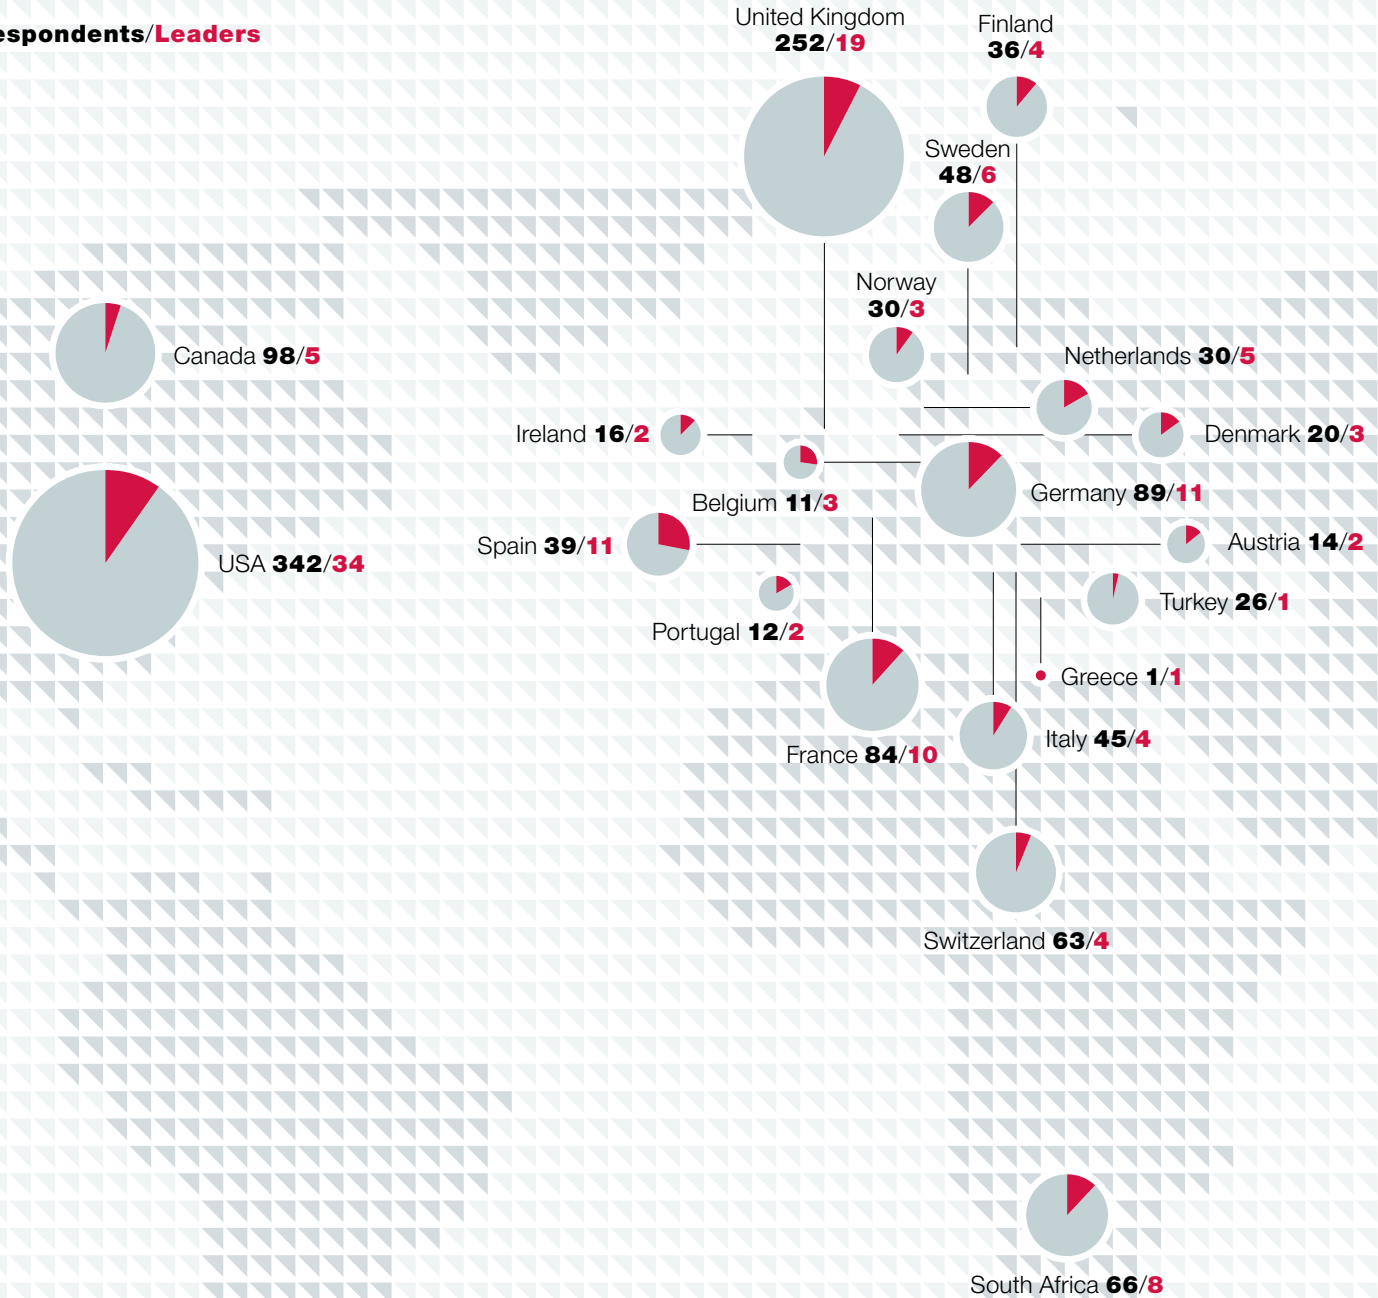 espondents/Leaders
United Kingdom
252/19
Finland
36/4
Sweden
48/6
Norway
30/3
Canada 98/5
Netherlands 30/5
Ireland 16/2
Denmark 20/3
Belgium 11/3
Germany 89/11
Spain 39/11
Austria 14/2
USA 342/34
Turkey 26/1
Portugal 12/2
Greece 1/1
France 84/10
Italy 45/4
Switzerland 63/4
South Africa 66/8